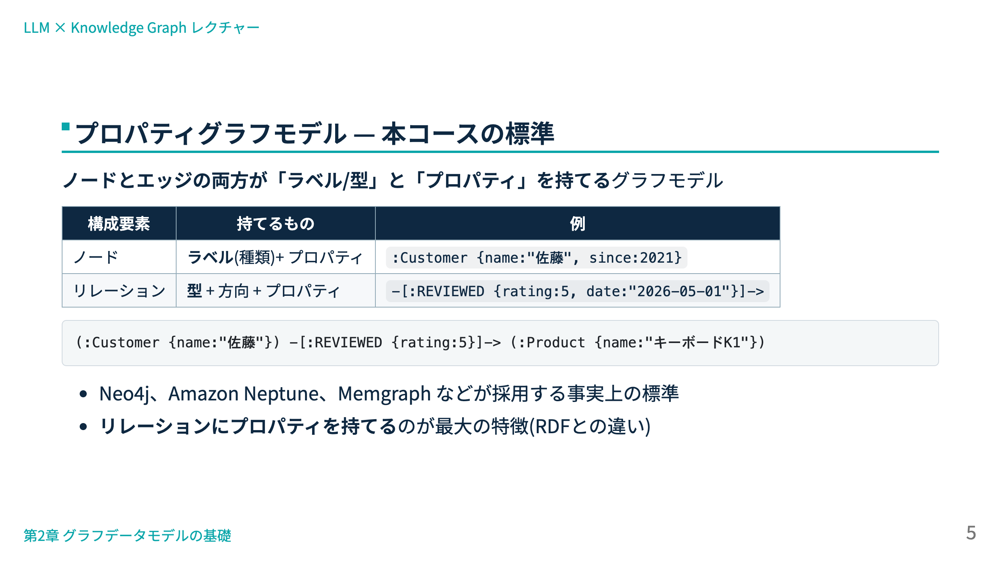 LLM × Knowledge Graph レクチャー
プロパティグラフモデル — 本コースの標準
ノードとエッジの両方が「ラベル/型」と「プロパティ」を持てるグラフモデル
構成要素 持てるもの 例
ノード ラベル(種類)+ プロパティ :Customer {name:"佐藤", since:2021}
リレーション 型 + 方向 + プロパティ -[:REVIEWED {rating:5, date:"2026-05-01"}]->
(:Customer {name:"佐藤"}) -[:REVIEWED {rating:5}]-> (:Product {name:"キーボードK1"})
• Neo4j、Amazon Neptune、Memgraph などが採用する事実上の標準
• リレーションにプロパティを持てるのが最大の特徴(RDFとの違い)
第2章 グラフデータモデルの基礎
5